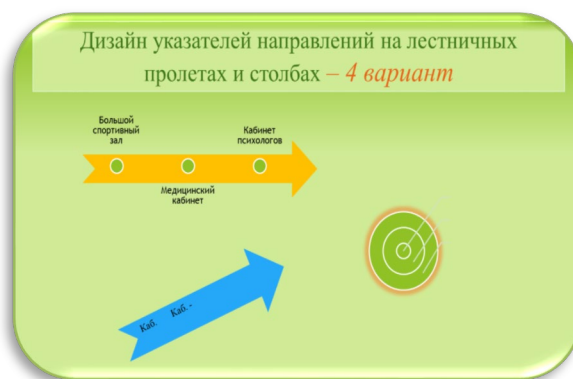 Дизайн указателей направлений на лестничных
пролетах и столбах – 4 вариант
Большой
спортивный
зал
Кабинет
психологов
Медицинский
кабинет
Каб. Каб. -